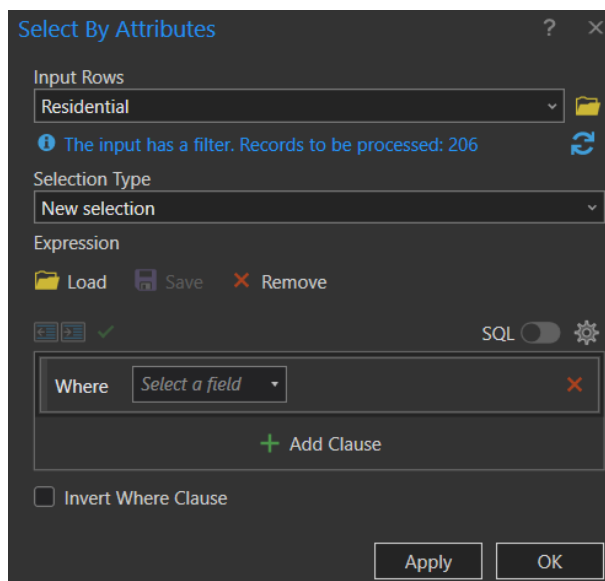 Select By Attributes ?
Input Rows
Residential
The input has a filter. Records to be processed: 206
Selection Type
New selection
Expression
Load Save Remove
SQL
Where Select a field
Add Clause
Invert Where Clause
Apply OK